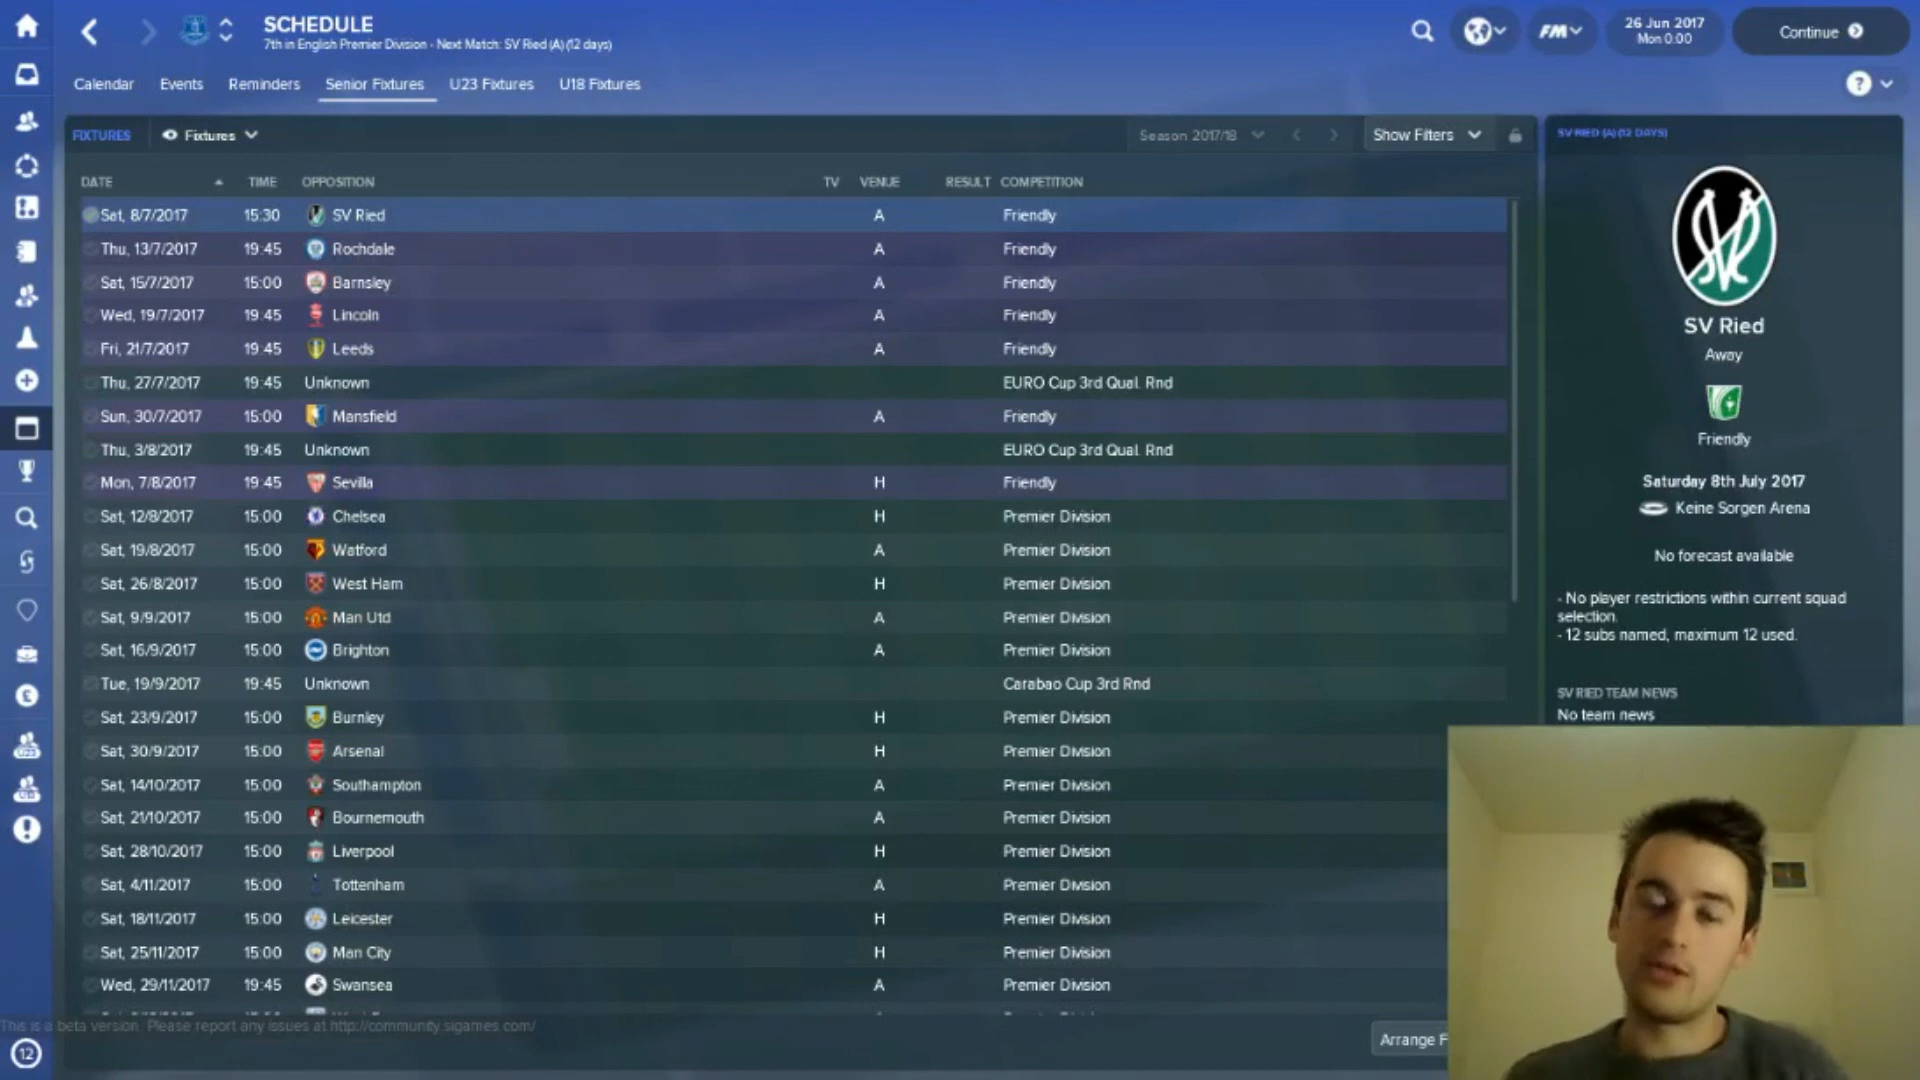 SCHEDULE
7th in English Premier Division - Next Match: SV Ried (A) (12 days)
FM
26 Jun 2017
Mon 0.00
Continue
Calendar Events Reminders Senior Fixtures U23 Fixtures U18 Fixtures
?
FIXTURES Fixtures Season 2017/18 Show Filters
DATE TIME OPPOSITION TV VENUE RESULT COMPETITION
Sat, 8/7/2017 15:30 SV Ried A Friendly
Thu, 13/7/2017 19:45 Rochdale A Friendly
Sat, 15/7/2017 15:00 Barnsley A Friendly
Wed, 19/7/2017 19:45 Lincoln A Friendly
Fri, 21/7/2017 19:45 Leeds A Friendly
Thu, 27/7/2017 19:45 Unknown EURO Cup 3rd Qual. Rnd
Sun, 30/7/2017 15:00 Mansfield A Friendly
Thu, 3/8/2017 19:45 Unknown EURO Cup 3rd Qual. Rnd
Mon, 7/8/2017 19:45 Sevilla H Friendly
Sat, 12/8/2017 15:00 Chelsea H Premier Division
Sat, 19/8/2017 15:00 Watford A Premier Division
Sat, 26/8/2017 15:00 West Ham H Premier Division
Sat, 9/9/2017 15:00 Man Utd A Premier Division
Sat, 16/9/2017 15:00 Brighton A Premier Division
Tue, 19/9/2017 19:45 Unknown Carabao Cup 3rd Rnd
Sat, 23/9/2017 15:00 Burnley H Premier Division
Sat, 30/9/2017 15:00 Arsenal H Premier Division
Sat, 14/10/2017 15:00 Southampton A Premier Division
Sat, 21/10/2017 15:00 Bournemouth A Premier Division
Sat, 28/10/2017 15:00 Liverpool H Premier Division
Sat, 4/11/2017 15:00 Tottenham A Premier Division
Sat, 18/11/2017 15:00 Leicester H Premier Division
Sat, 25/11/2017 15:00 Man City H Premier Division
Wed, 29/11/2017 19:45 Swansea A Premier Division
This is a beta version. Please report any issues at http://community.sigames.com/
12
Arrange F
SV RIED (A) (12 DAYS)
SV Ried
Away
Friendly
Saturday 8th July 2017
Keine Sorgen Arena
No forecast available
- No player restrictions within current squad
selection.
- 12 subs named, maximum 12 used.
SV RIED TEAM NEWS
No team news